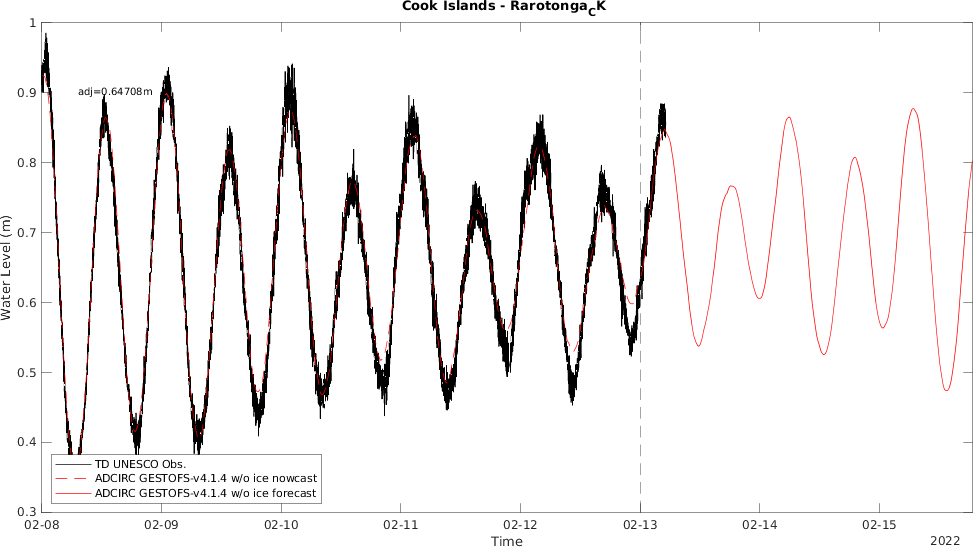 Cook Islands - Rarotonga_CK
1
0.9
0.8
0.7
0.6
0.5
0.4
0.3
adj=0.64708m
Water Level (m)
TD UNESCO Obs.
ADCIRC GESTOFS-v4.1.4 w/o ice nowcast
ADCIRC GESTOFS-v4.1.4 w/o ice forecast
02-08 02-09 02-10 02-11 02-12 02-13 02-14 02-15
Time
2022